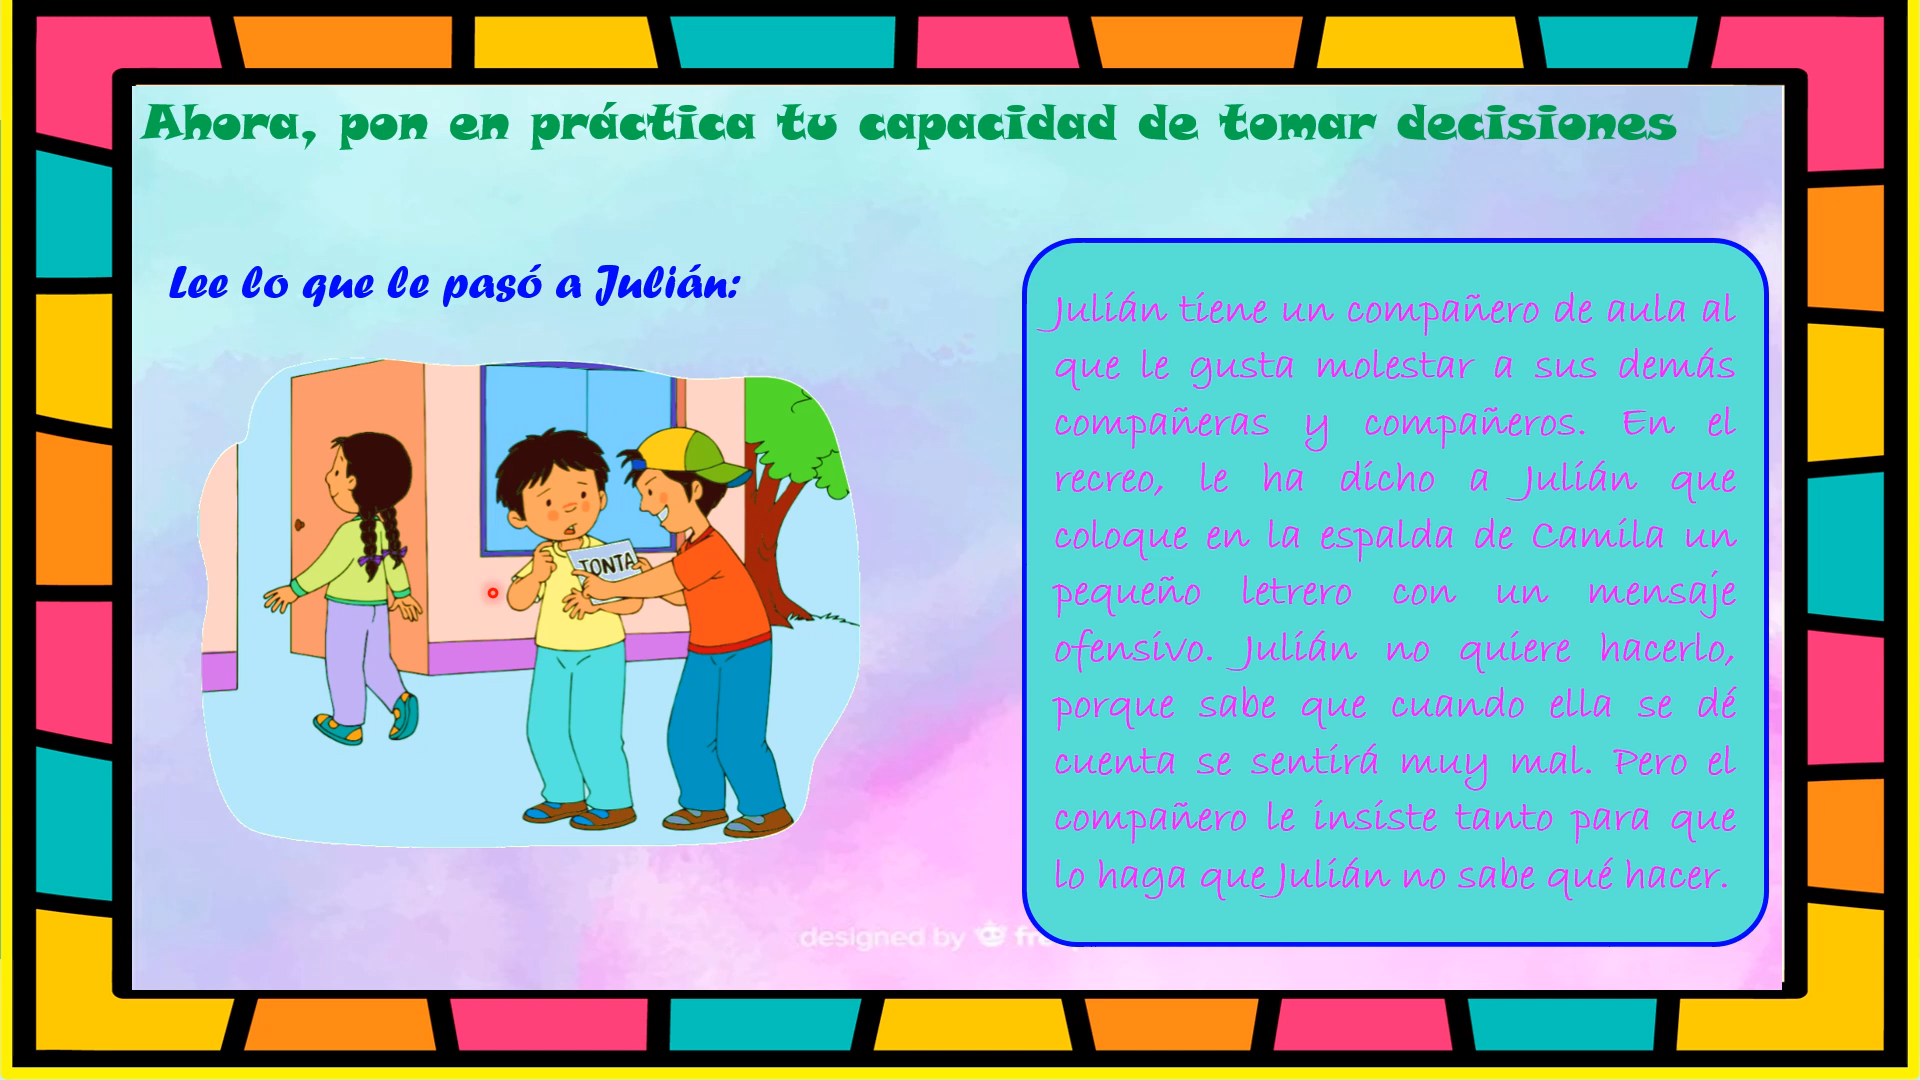 Ahora, pon en práctica tu capacidad de tomar decisiones
Lee lo que le pasó a Julián:
TONTA
Julián tiene un compañero de aula al
que le gusta molestar a sus demás
compañeras y compañeros. En el
recreo, le ha dicho a Julián que
coloque en la espalda de Camila un
pequeño letrero con un mensaje
ofensivo. Julián no quiere hacerlo,
porque sabe que cuando ella se dé
cuenta se sentirá muy mal. Pero el
compañero le insiste tanto para que
lo haga que Julián no sabe qué hacer.
designed by